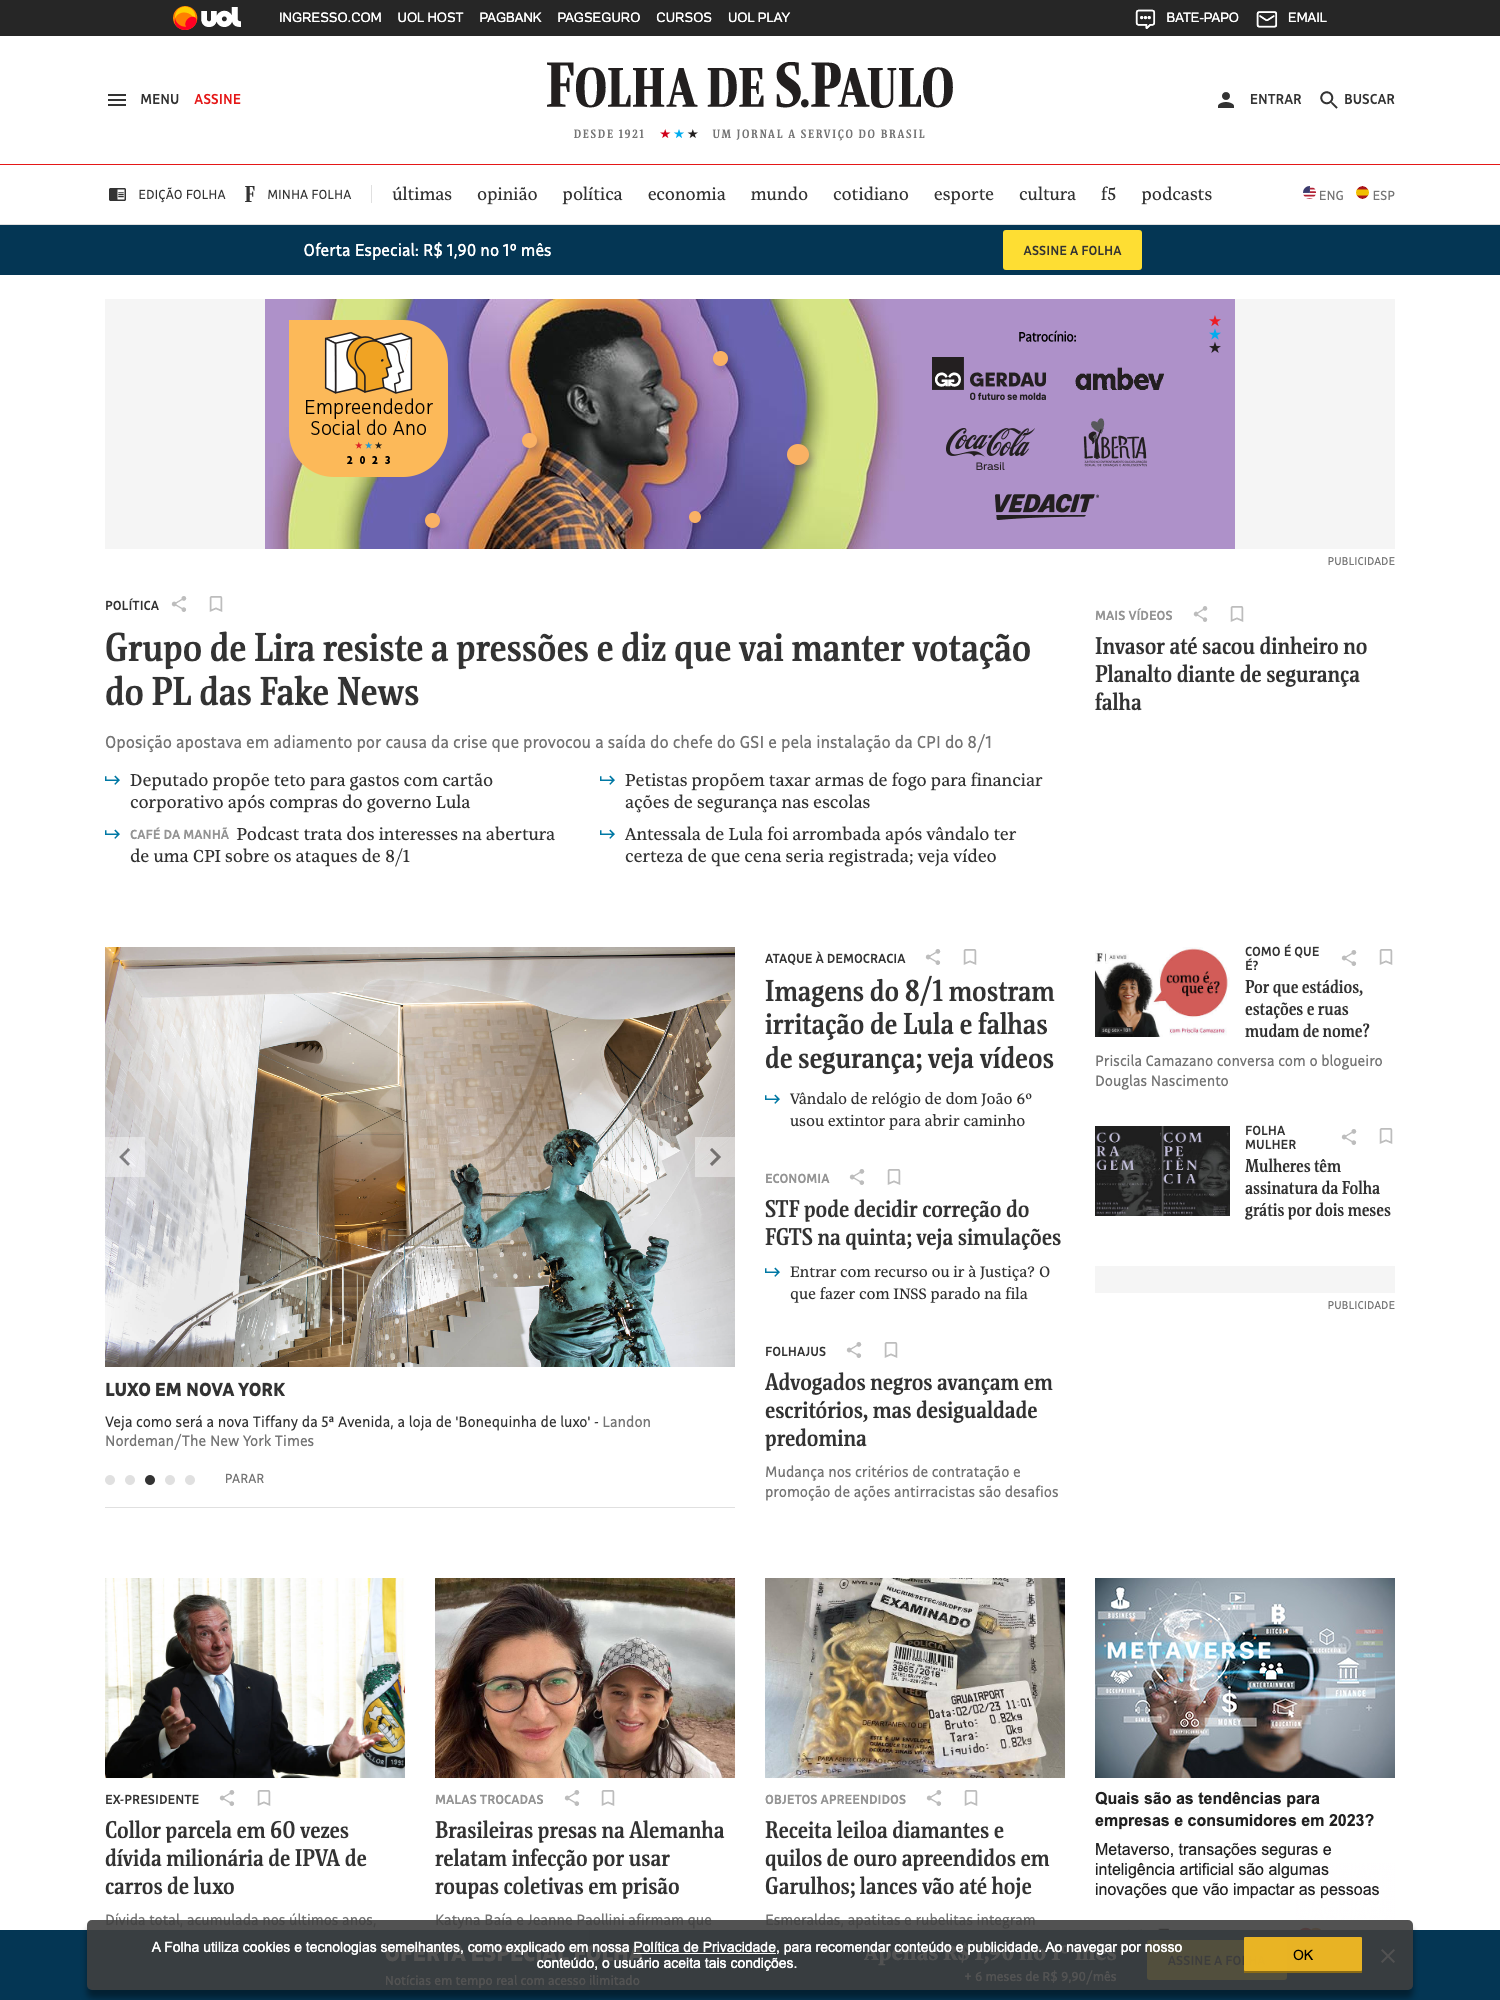 uol
INGRESSO.COM UOL HOST PAGBANK PAGSEGURO CURSOS UOL PLAY
BATE-PAPO EMAIL
MENU ASSINE
FOLHA DE S.PAULO
DESDE 1921 ★★★ UM JORNAL A SERVIÇO DO BRASIL
ENTRAR BUSCAR
EDIÇÃO FOLHA F MINHA FOLHA
últimas opinião política economia mundo cotidiano esporte cultura f5 podcasts
ENG ESP
Oferta Especial: R$ 1,90 no 1º mês
ASSINE A FOLHA
Empreendedor
Social do Ano
★★★
2023
Patrocínio:
GERDAU
O futuro se molda
ambev
Coca-Cola
Brasil
LIBERTA
VEDACIT
PUBLICIDADE
POLÍTICA
Grupo de Lira resiste a pressões e diz que vai manter votação
do PL das Fake News
Oposição apostava em adiamento por causa da crise que provocou a saída do chefe do GSI e pela instalação da CPI do 8/1
Deputado propõe teto para gastos com cartão
corporativo após compras do governo Lula
CAFÉ DA MANHÃ Podcast trata dos interesses na abertura
de uma CPI sobre os ataques de 8/1
Petistas propõem taxar armas de fogo para financiar
ações de segurança nas escolas
Antessala de Lula foi arrombada após vândalo ter
certeza de que cena seria registrada; veja vídeo
MAIS VÍDEOS
Invasor até sacou dinheiro no
Planalto diante de segurança
falha
LUXO EM NOVA YORK
Veja como será a nova Tiffany da 5ª Avenida, a loja de 'Bonequinha de luxo' - Landon
Nordeman/The New York Times
PARAR
ATAQUE À DEMOCRACIA
Imagens do 8/1 mostram
irritação de Lula e falhas
de segurança; veja vídeos
Vândalo de relógio de dom João 6º
usou extintor para abrir caminho
ECONOMIA
STF pode decidir correção do
FGTS na quinta; veja simulações
Entrar com recurso ou ir à Justiça? O
que fazer com INSS parado na fila
FOLHAJUS
Advogados negros avançam em
escritórios, mas desigualdade
predomina
Mudança nos critérios de contratação e
promoção de ações antirracistas são desafios
como é
que é?
com Priscila Camazano
COMO É QUE
É?
Por que estádios,
estações e ruas
mudam de nome?
Priscila Camazano conversa com o blogueiro
Douglas Nascimento
CO
RA
GEM
COM
PE
TÊN
CIA
FOLHA
MULHER
Mulheres têm
assinatura da Folha
grátis por dois meses
PUBLICIDADE
EX-PRESIDENTE
Collor parcela em 60 vezes
dívida milionária de IPVA de
carros de luxo
Dívida total, acumulada nos últimos anos,
MALAS TROCADAS
Brasileiras presas na Alemanha
relatam infecção por usar
roupas coletivas em prisão
Katyna Baía e Jeanne Paollini afirmam que
NUCRIM/SETEC/SR/DPF/SP
EXAMINADO
POLÍCIA
3865/2018
GRUAIRPORT
Data:02/02/23 11:01
Bruto: 0.82kg
Tara: 0kg
Liquido: 0.82kg
OBJETOS APREENDIDOS
Receita leiloa diamantes e
quilos de ouro apreendidos em
Garulhos; lances vão até hoje
Esmeraldas, apatitas e rubelitas integram
BUSINESS
BITCOIN
METAVERSE
OCCUPATION
ENTERTAINMENT
FINANCE
MONEY
EDUCATION
Quais são as tendências para
empresas e consumidores em 2023?
Metaverso, transações seguras e
inteligência artificial são algumas
inovações que vão impactar as pessoas
A Folha utiliza cookies e tecnologias semelhantes, como explicado em nossa Política de Privacidade, para recomendar conteúdo e publicidade. Ao navegar por nosso
conteúdo, o usuário aceita tais condições.
OK
Notícias em tempo real com acesso ilimitado
Apenas R$ 1,90 no 1º mês
+ 6 meses de R$ 9,90/mês
ASSINE A FO